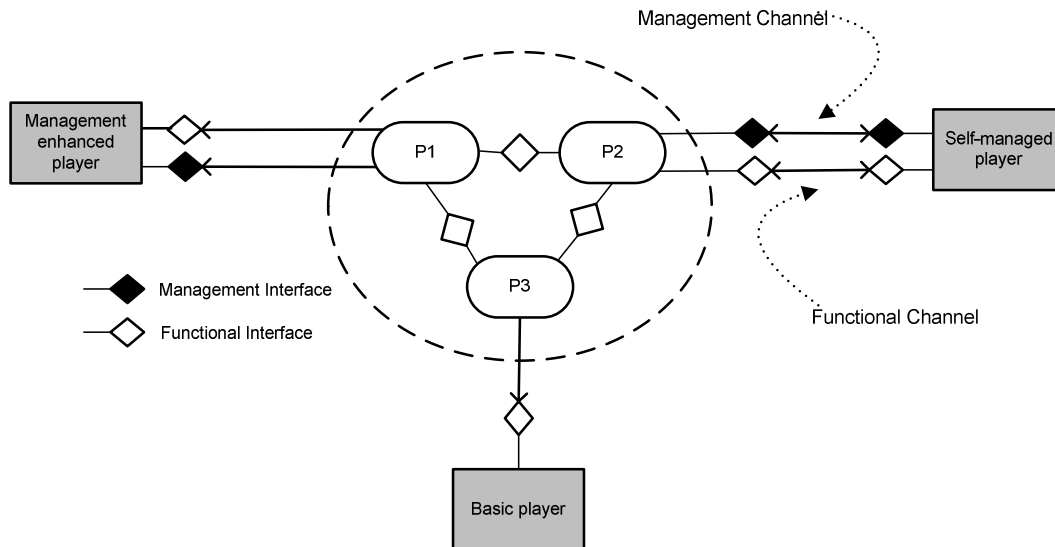 Management Channel
Management
enhanced
player
P1
P2
Self-managed
player
P3
Management Interface
Functional Interface
Functional Channel
Basic player